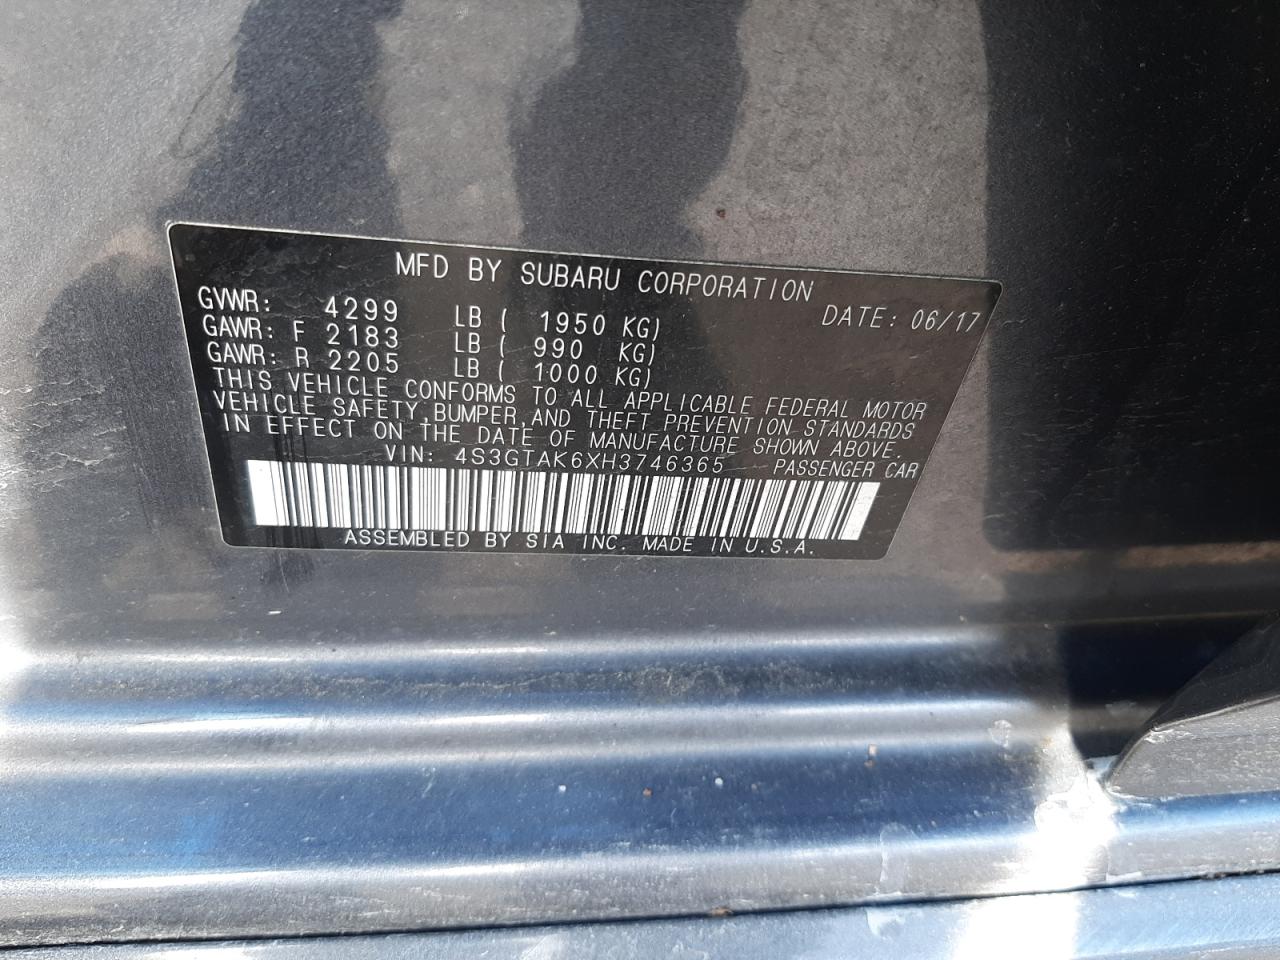 MFD BY SUBARU CORPORATION
GVWR: 4299 LB ( 1950 KG) DATE: 06/17
GAWR: F 2183 LB ( 990 KG)
GAWR: R 2205 LB ( 1000 KG)
THIS VEHICLE CONFORMS TO ALL APPLICABLE FEDERAL MOTOR
VEHICLE SAFETY, BUMPER, AND THEFT PREVENTION STANDARDS
IN EFFECT ON THE DATE OF MANUFACTURE SHOWN ABOVE.
VIN: 4S3GTAK6XH3746365 PASSENGER CAR
ASSEMBLED BY SIA INC. MADE IN U.S.A.